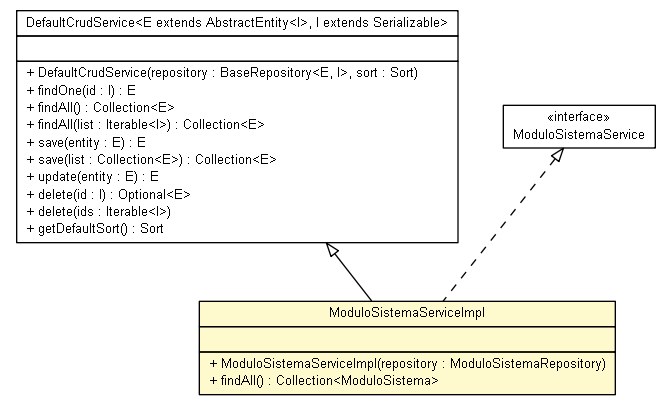 DefaultCrudService<E extends AbstractEntity<I>, I extends Serializable>
+ DefaultCrudService(repository : BaseRepository<E, I>, sort : Sort)
+ findOne(id : I) : E
+ findAll() : Collection<E>
+ findAll(list : Iterable<I>) : Collection<E>
+ save(entity : E) : E
+ save(list : Collection<E>) : Collection<E>
+ update(entity : E) : E
+ delete(id : I) : Optional<E>
+ delete(ids : Iterable<I>)
+ getDefaultSort() : Sort
«interface»
ModuloSistemaService
ModuloSistemaServiceImpl
+ ModuloSistemaServiceImpl(repository : ModuloSistemaRepository)
+ findAll() : Collection<ModuloSistema>